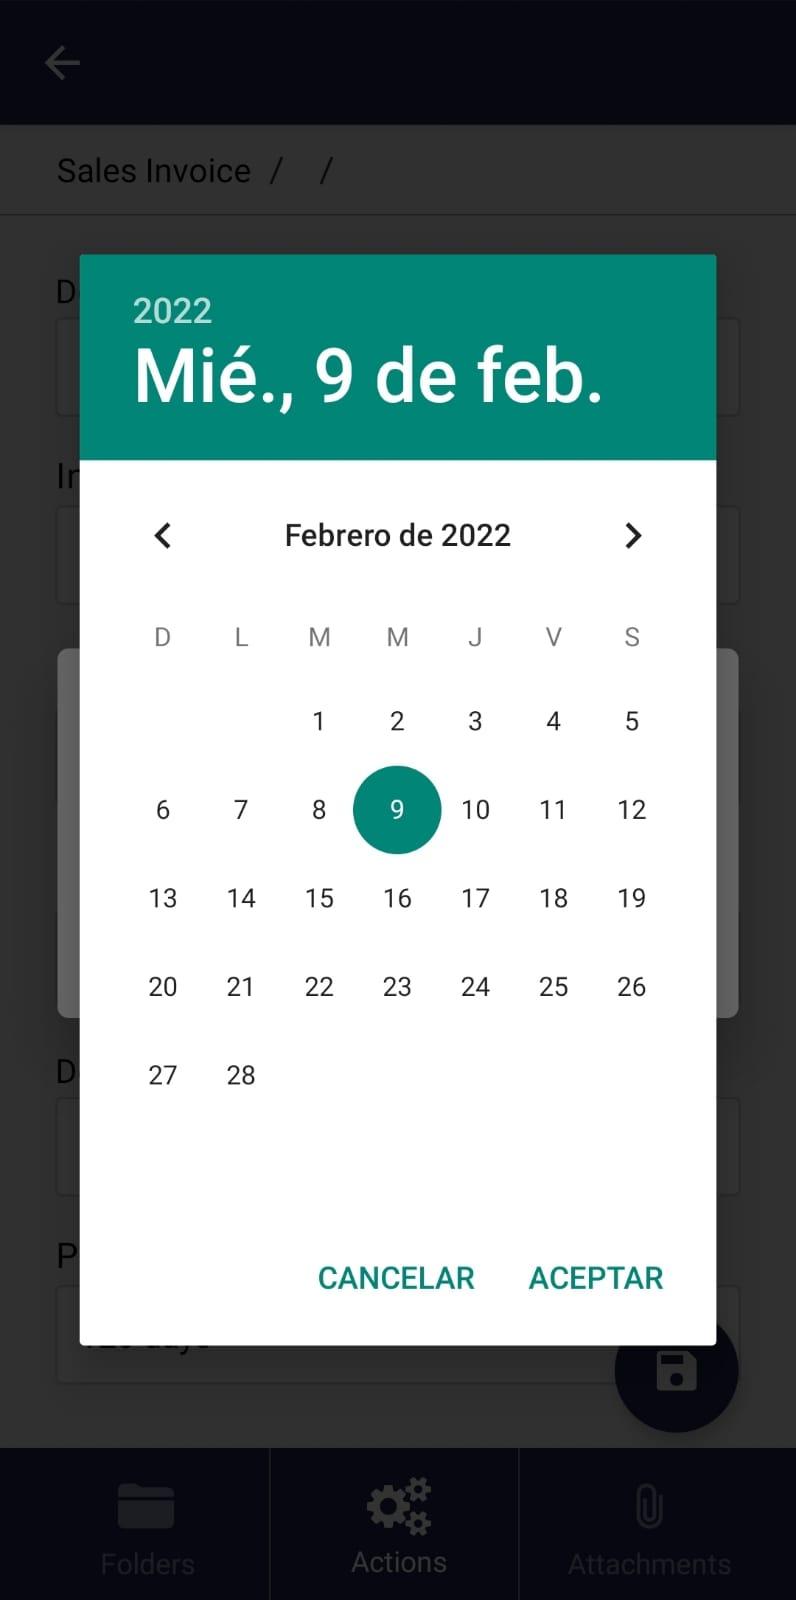 Sales Invoice / /
D
2022
Mié., 9 de feb.
In
Febrero de 2022
D L M M J V S
1 2 3 4 5
6 7 8 9 10 11 12
13 14 15 16 17 18 19
20 21 22 23 24 25 26
27 28
D
P
CANCELAR ACEPTAR
Folders Actions Attachments